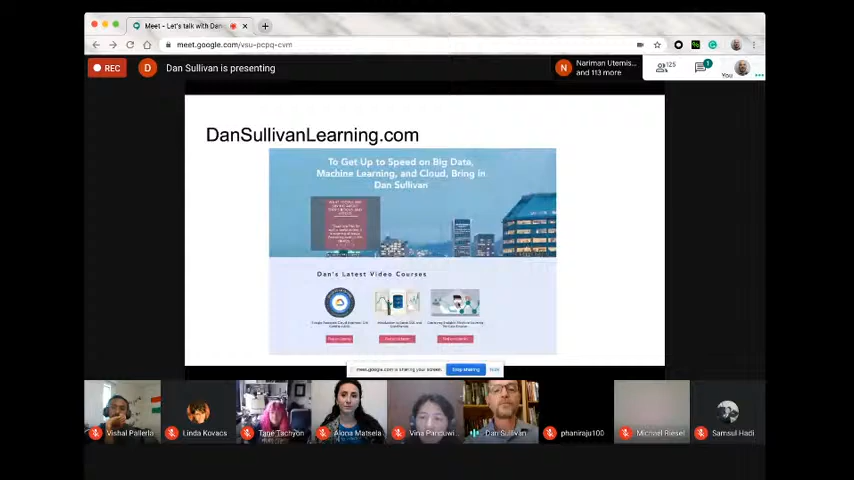 Meet - Let's talk with Dan
meet.google.com/vsu-pcpq-cvm
REC
D
Dan Sullivan is presenting
N
Nariman Utemis...
and 113 more
125
1
You
DanSullivanLearning.com
To Get Up to Speed on Big Data,
Machine Learning, and Cloud, Bring in
Dan Sullivan
Dan's Latest Video Courses
meet.google.com is sharing your screen.
Stop sharing
Hide
Vishal Pallerla
Linda Kovacs
Tane Tachyon
Alona Matsela
Dan Sullivan
phaniraju100
Michael Riesel
Samsul Hadi